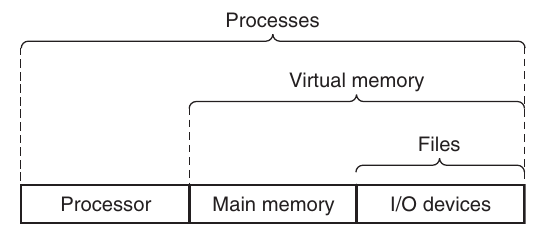 Processes
Virtual memory
Files
Processor
Main memory
I/O devices